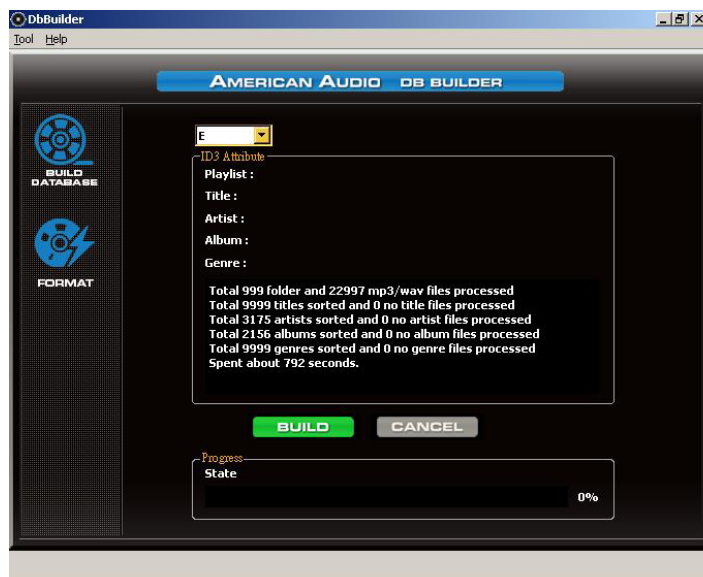 DbBuilder
Tool Help
AMERICAN AUDIO DB BUILDER
BUILD
DATABASE
FORMAT
E
ID3 Attribute
Playlist :
Title :
Artist :
Album :
Genre :
Total 999 folder and 22997 mp3/wav files processed
Total 9999 titles sorted and 0 no title files processed
Total 3175 artists sorted and 0 no artist files processed
Total 2156 albums sorted and 0 no album files processed
Total 9999 genres sorted and 0 no genre files processed
Spent about 792 seconds.
BUILD CANCEL
Progress
State
0%